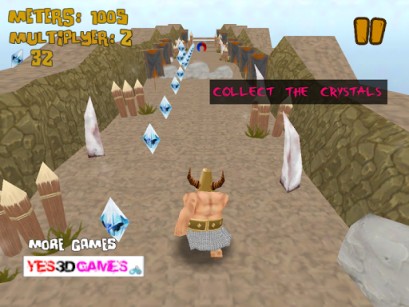 METERS: 1005
MULTIPLYER: 2
32
COLLECT THE CRYSTALS
MORE GAMES
YES3DGAMES